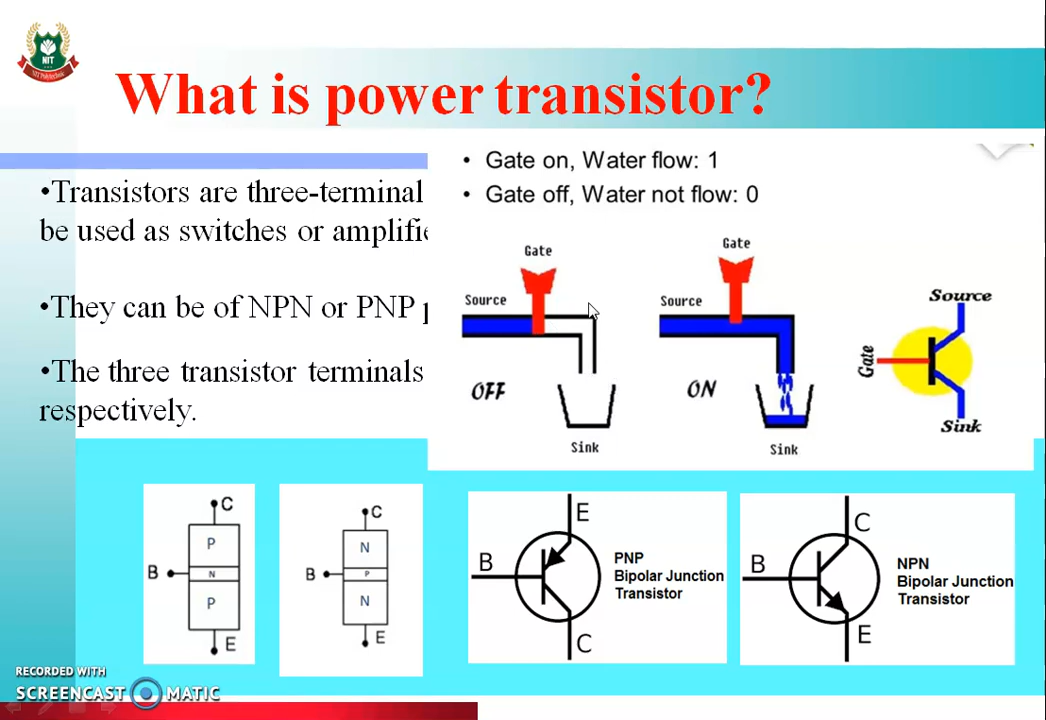 NIT
NIT Polytechnic
What is power transistor?
• Gate on, Water flow: 1
• Gate off, Water not flow: 0
•Transistors are three-terminal
be used as switches or
•They can be of NPN or PNP
•The three transistor terminals
respectively.
Gate
Source
OFF
Sink
Gate
Source
ON
Sink
Source
Gate
Sink
C
P
B
N
P
E
C
N
B
P
N
E
E
B
PNP
Bipolar Junction
Transistor
C
C
B
NPN
Bipolar Junction
Transistor
E
RECORDED WITH
SCREENCAST MATIC